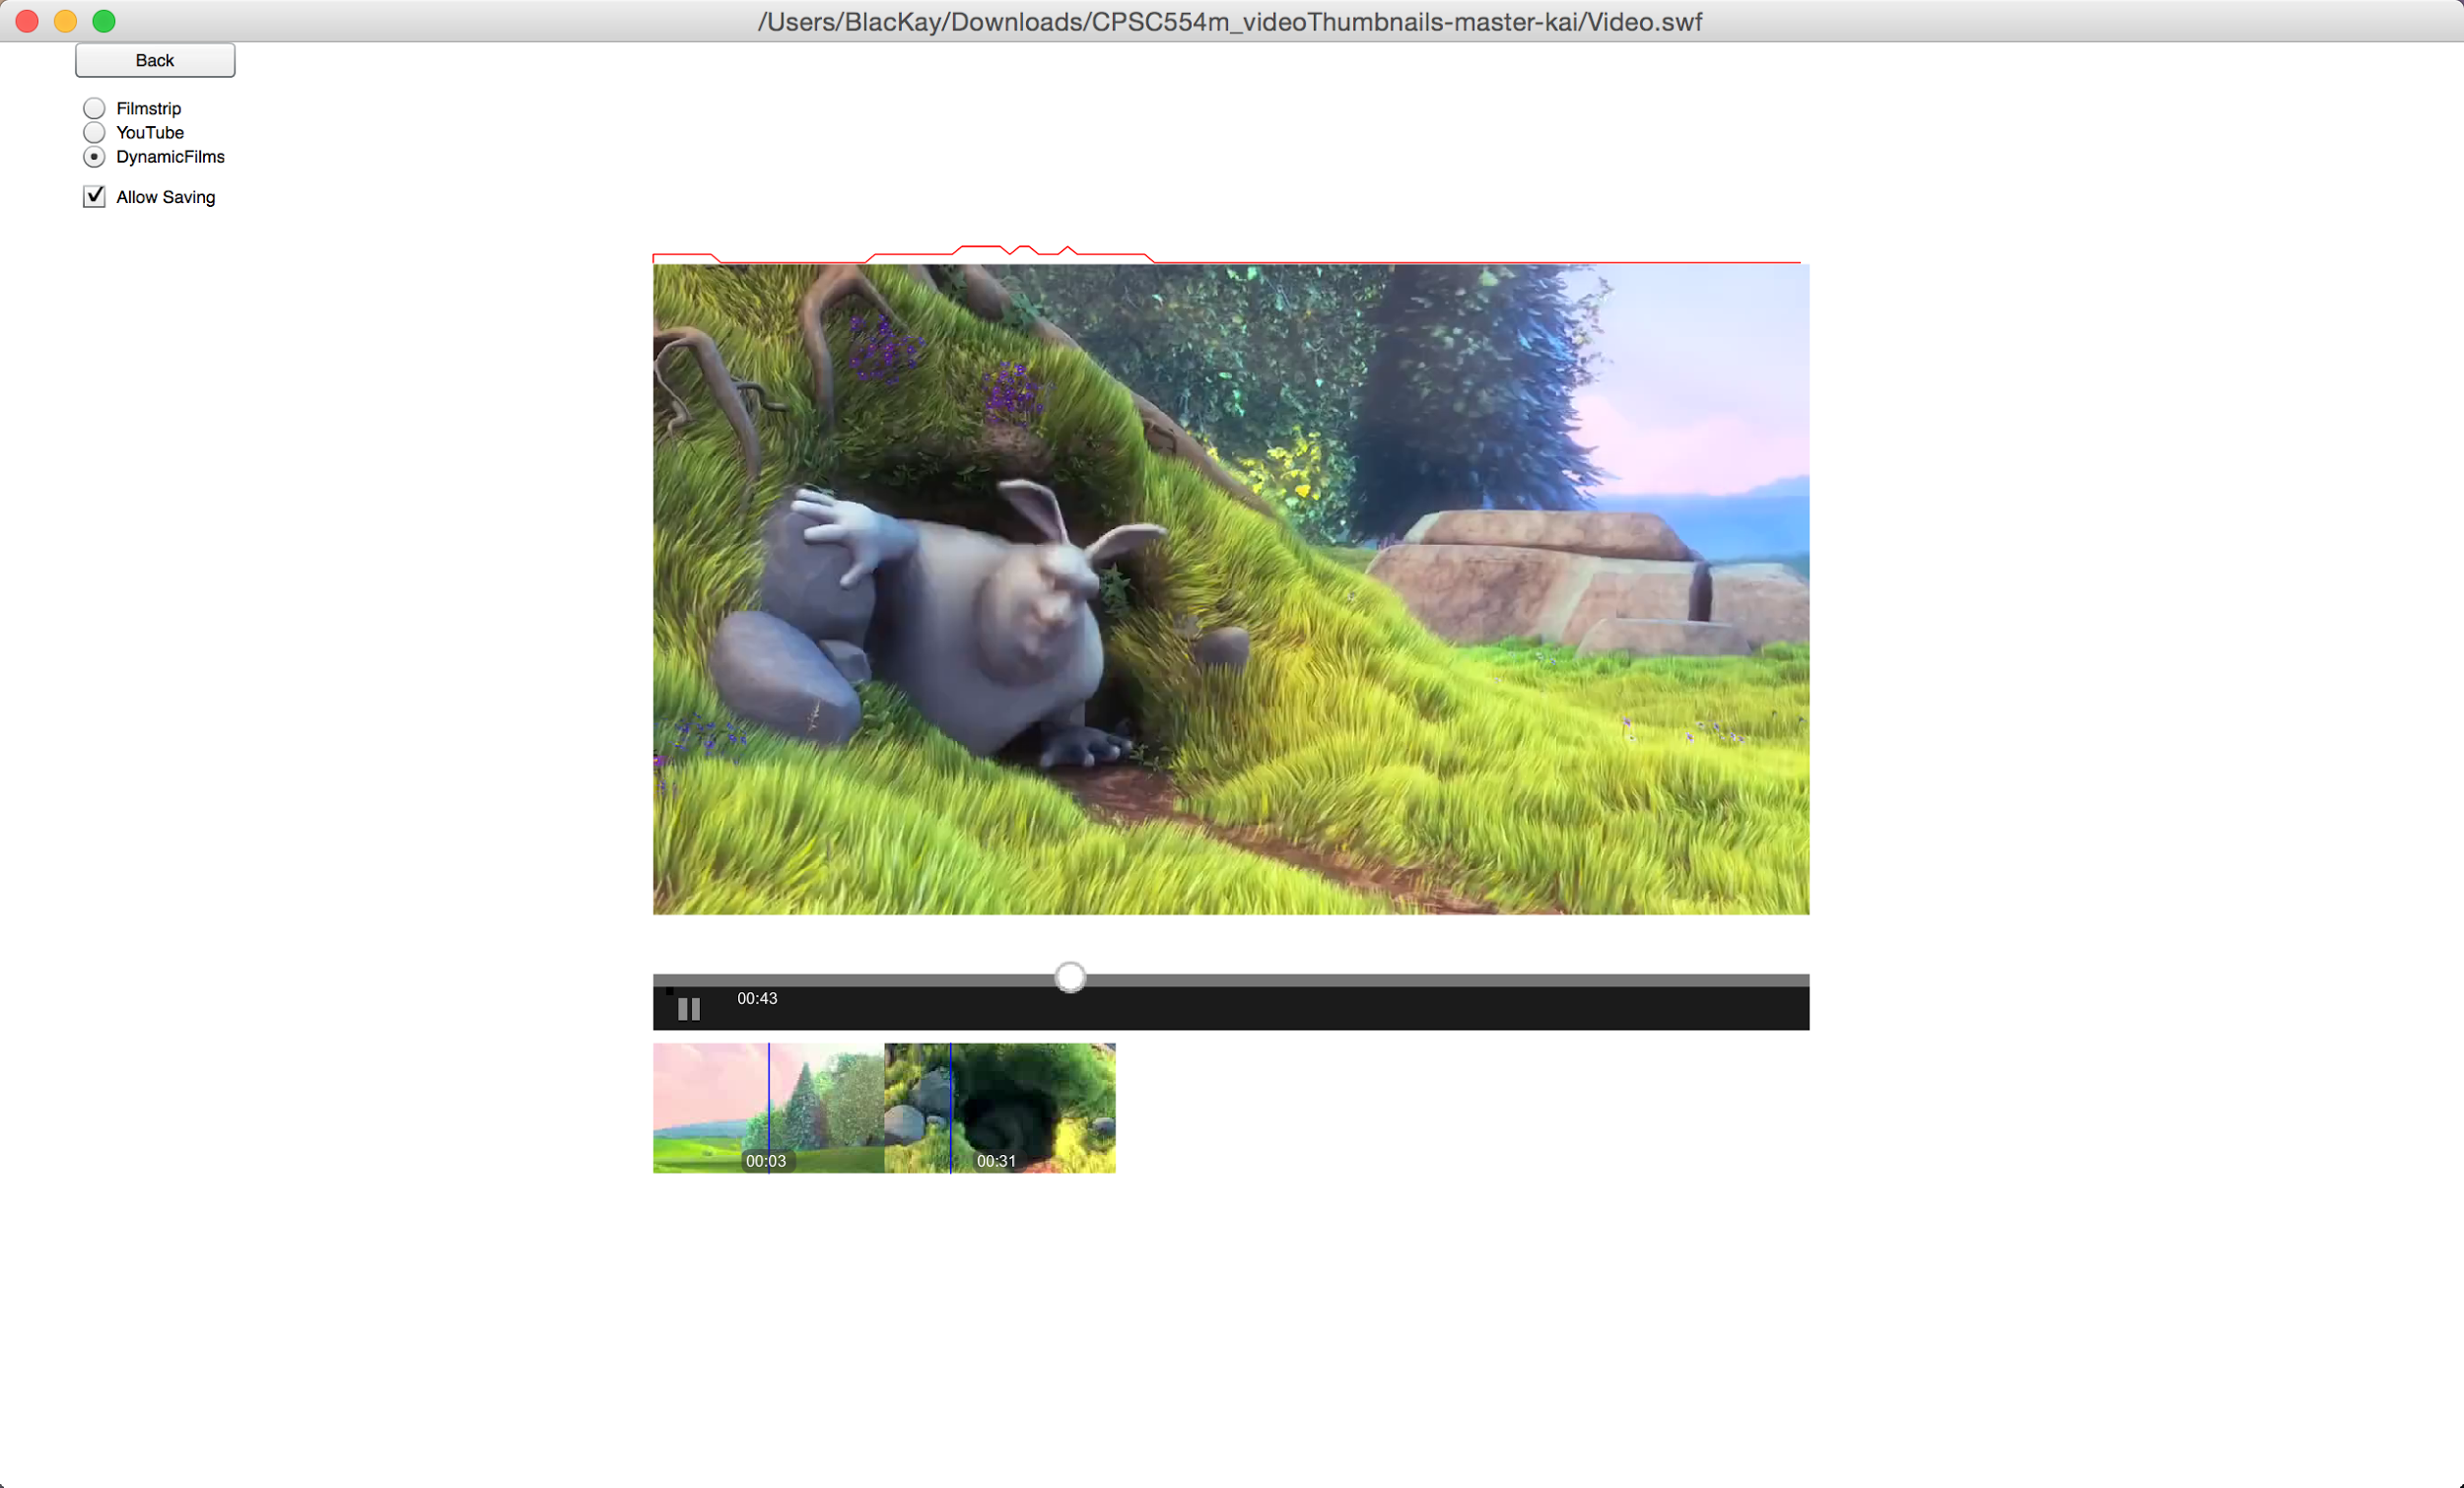 /Users/BlacKay/Downloads/CPSC554m_videoThumbnails-master-kai/Video.swf
Back
Filmstrip
YouTube
DynamicFilms
Allow Saving
00:43
00:03
00:31